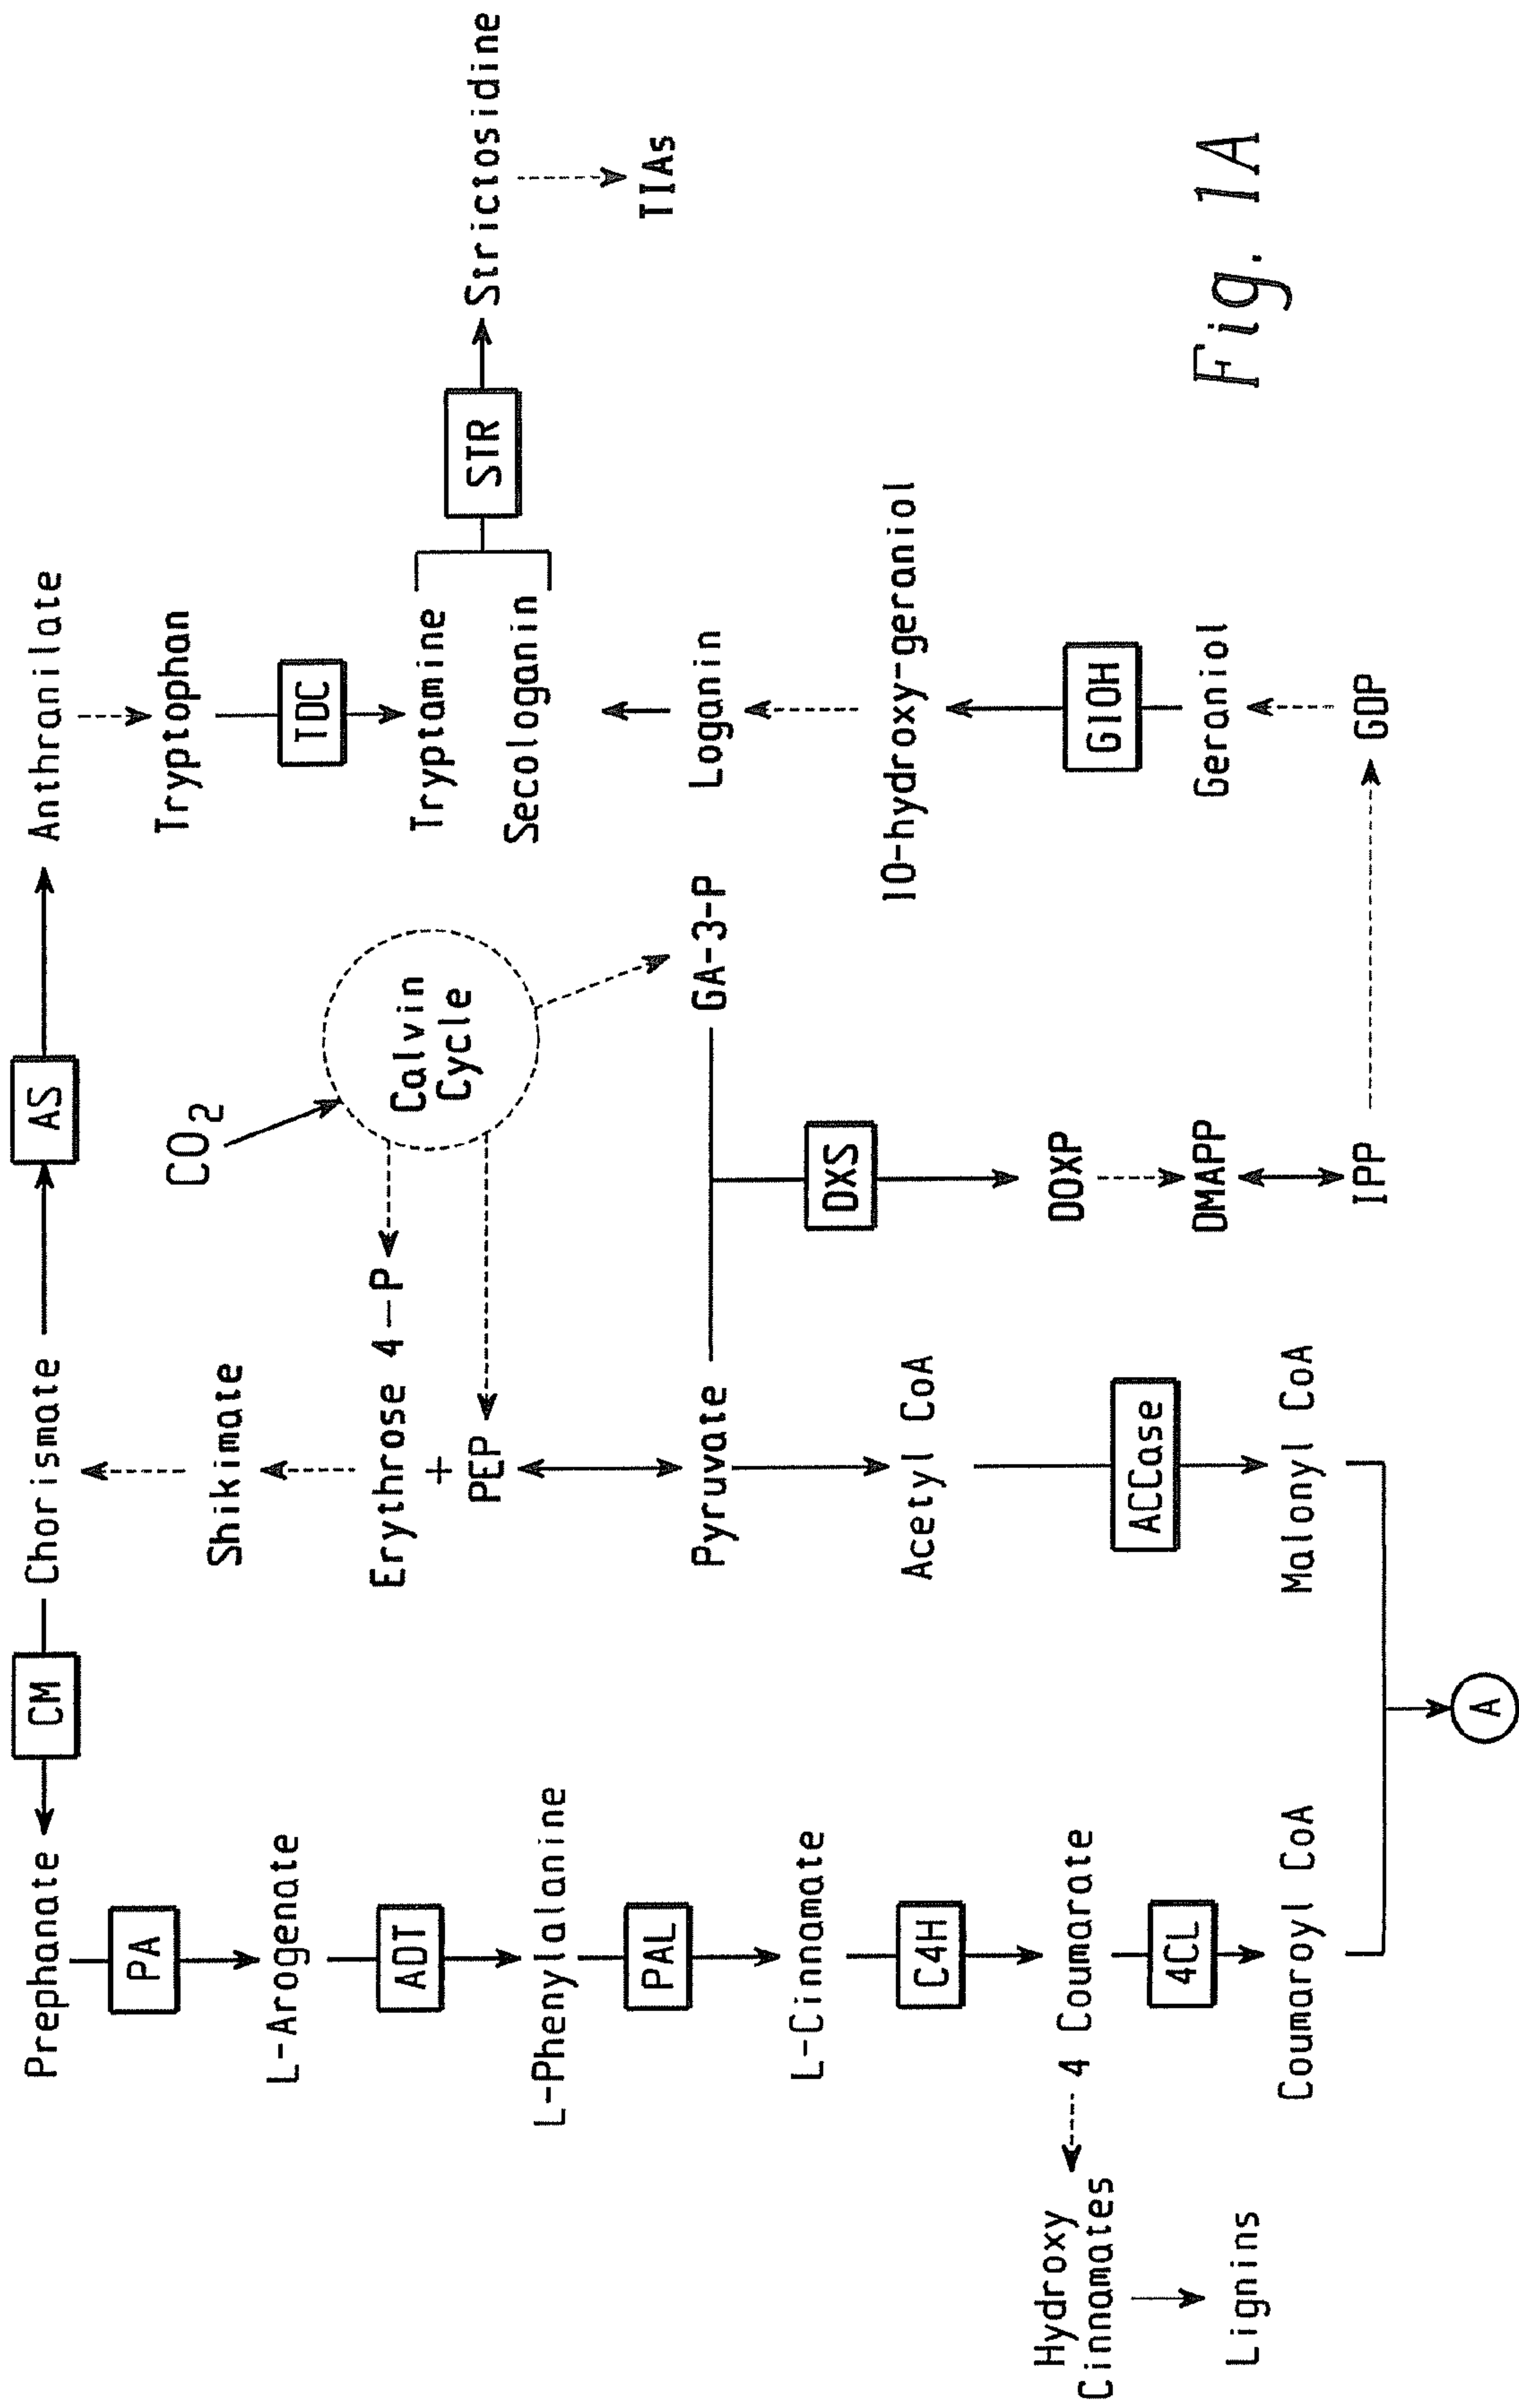 Prephanate
CM
Chorismate
AS
Anthranilate
PA
Shikimate
CO2
Tryptophan
L-Arogenate
TDC
ADT
Erythrose 4-P
+
PEP
Calvin
Cycle
Tryptamine
Secologanin
STR
Strictosidine
TIAs
L-Phenylalanine
PAL
Pyruvate
GA-3-P
Loganin
L-Cinnamate
C4H
Acetyl CoA
DXS
10-hydroxy-geraniol
Hydroxy
Cinnamates
4 Coumarate
DOXP
G10H
4CL
ACCase
DMAPP
Geraniol
Lignins
Coumaroyl CoA
Malonyl CoA
IPP
GDP
A
Fig. 1A